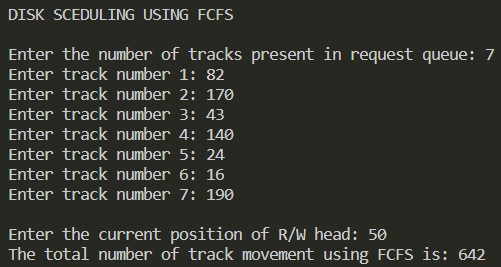 DISK SCEDULING USING FCFS
Enter the number of tracks present in request queue: 7
Enter track number 1: 82
Enter track number 2: 170
Enter track number 3: 43
Enter track number 4: 140
Enter track number 5: 24
Enter track number 6: 16
Enter track number 7: 190
Enter the current position of R/W head: 50
The total number of track movement using FCFS is: 642